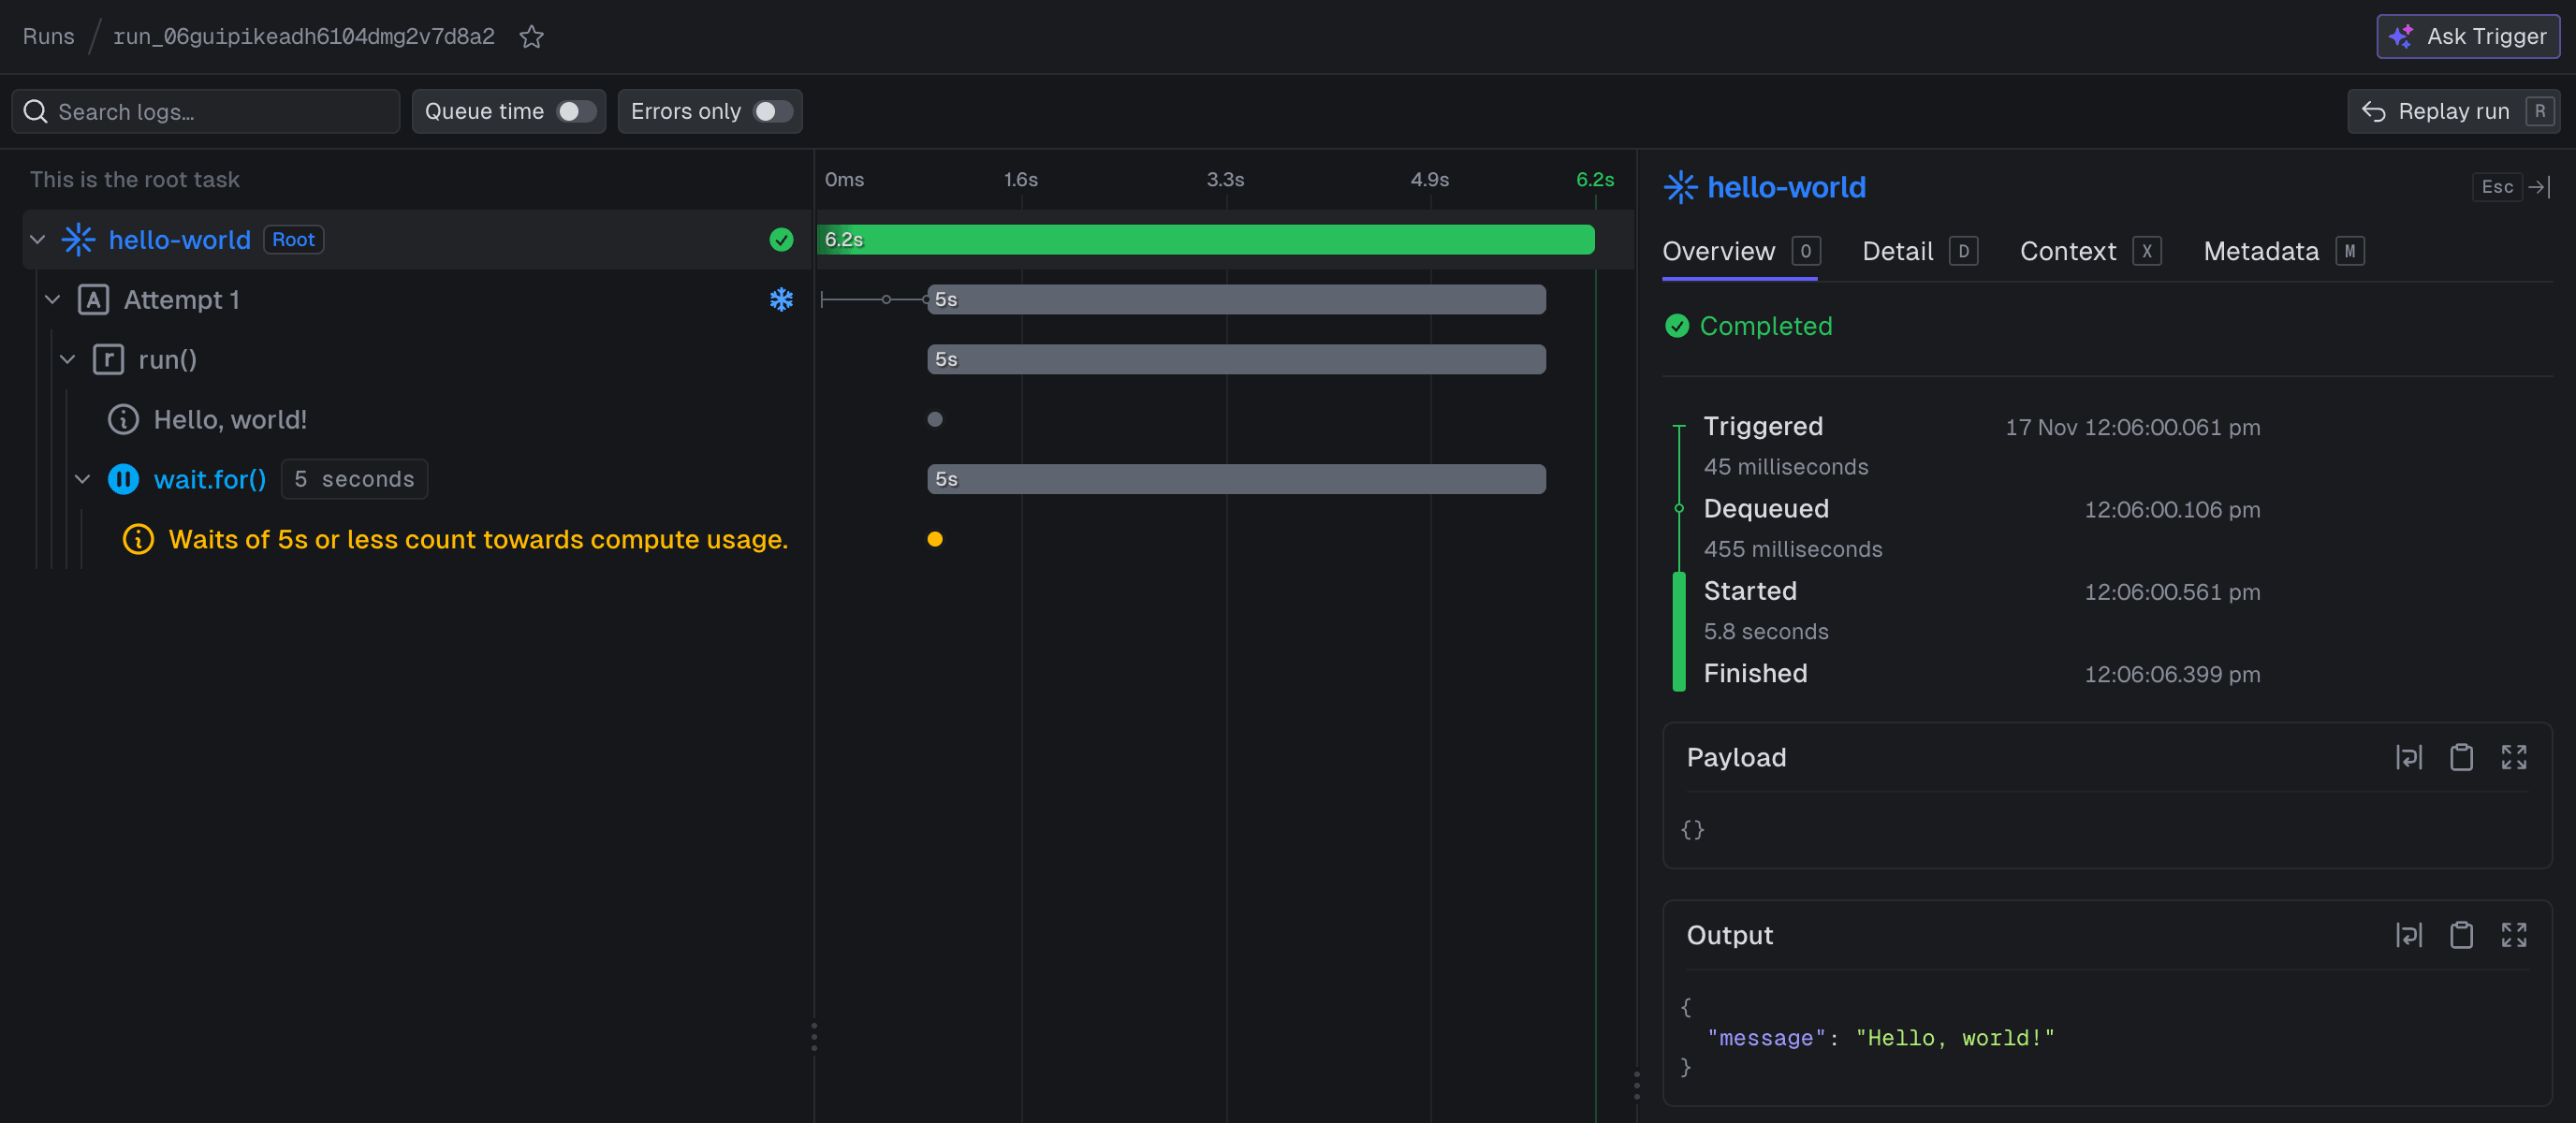 Runs / run_06guipikeadh6l04dmg2v7d8a2
Ask Trigger
Search logs...
Queue time
Errors only
Replay run R
This is the root task
0ms 1.6s 3.3s 4.9s 6.2s
hello-world Root
6.2s
Attempt 1
5s
run()
5s
Hello, world!
wait.for() 5 seconds
5s
Waits of 5s or less count towards compute usage.
hello-world
Esc
Overview O Detail D Context X Metadata M
Completed
Triggered 17 Nov 12:06:00.061 pm
45 milliseconds
Dequeued 12:06:00.106 pm
455 milliseconds
Started 12:06:00.561 pm
5.8 seconds
Finished 12:06:06.399 pm
Payload
{}
Output
{
"message": "Hello, world!"
}